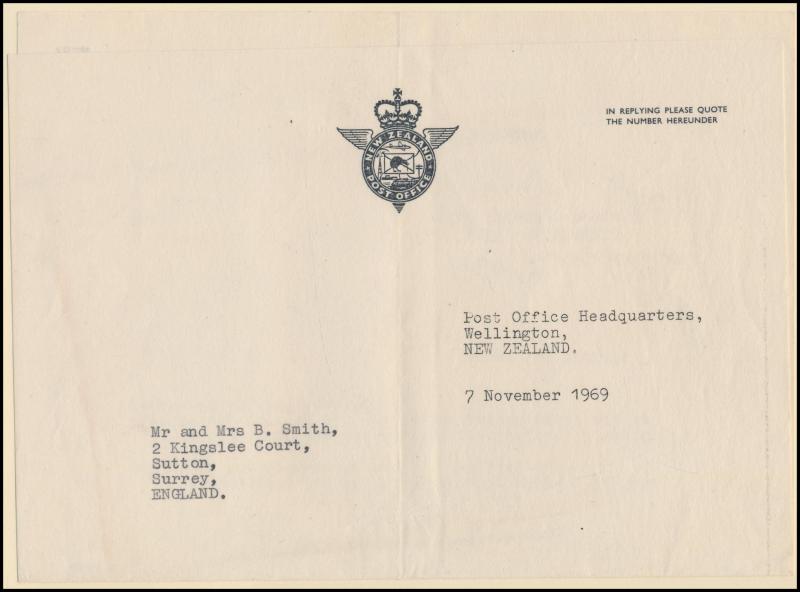 NEW ZEALAND
POST OFFICE
IN REPLYING PLEASE QUOTE
THE NUMBER HEREUNDER
Post Office Headquarters,
Wellington,
NEW ZEALAND.
7 November 1969
Mr and Mrs B. Smith,
2 Kingslee Court,
Sutton,
Surrey,
ENGLAND.